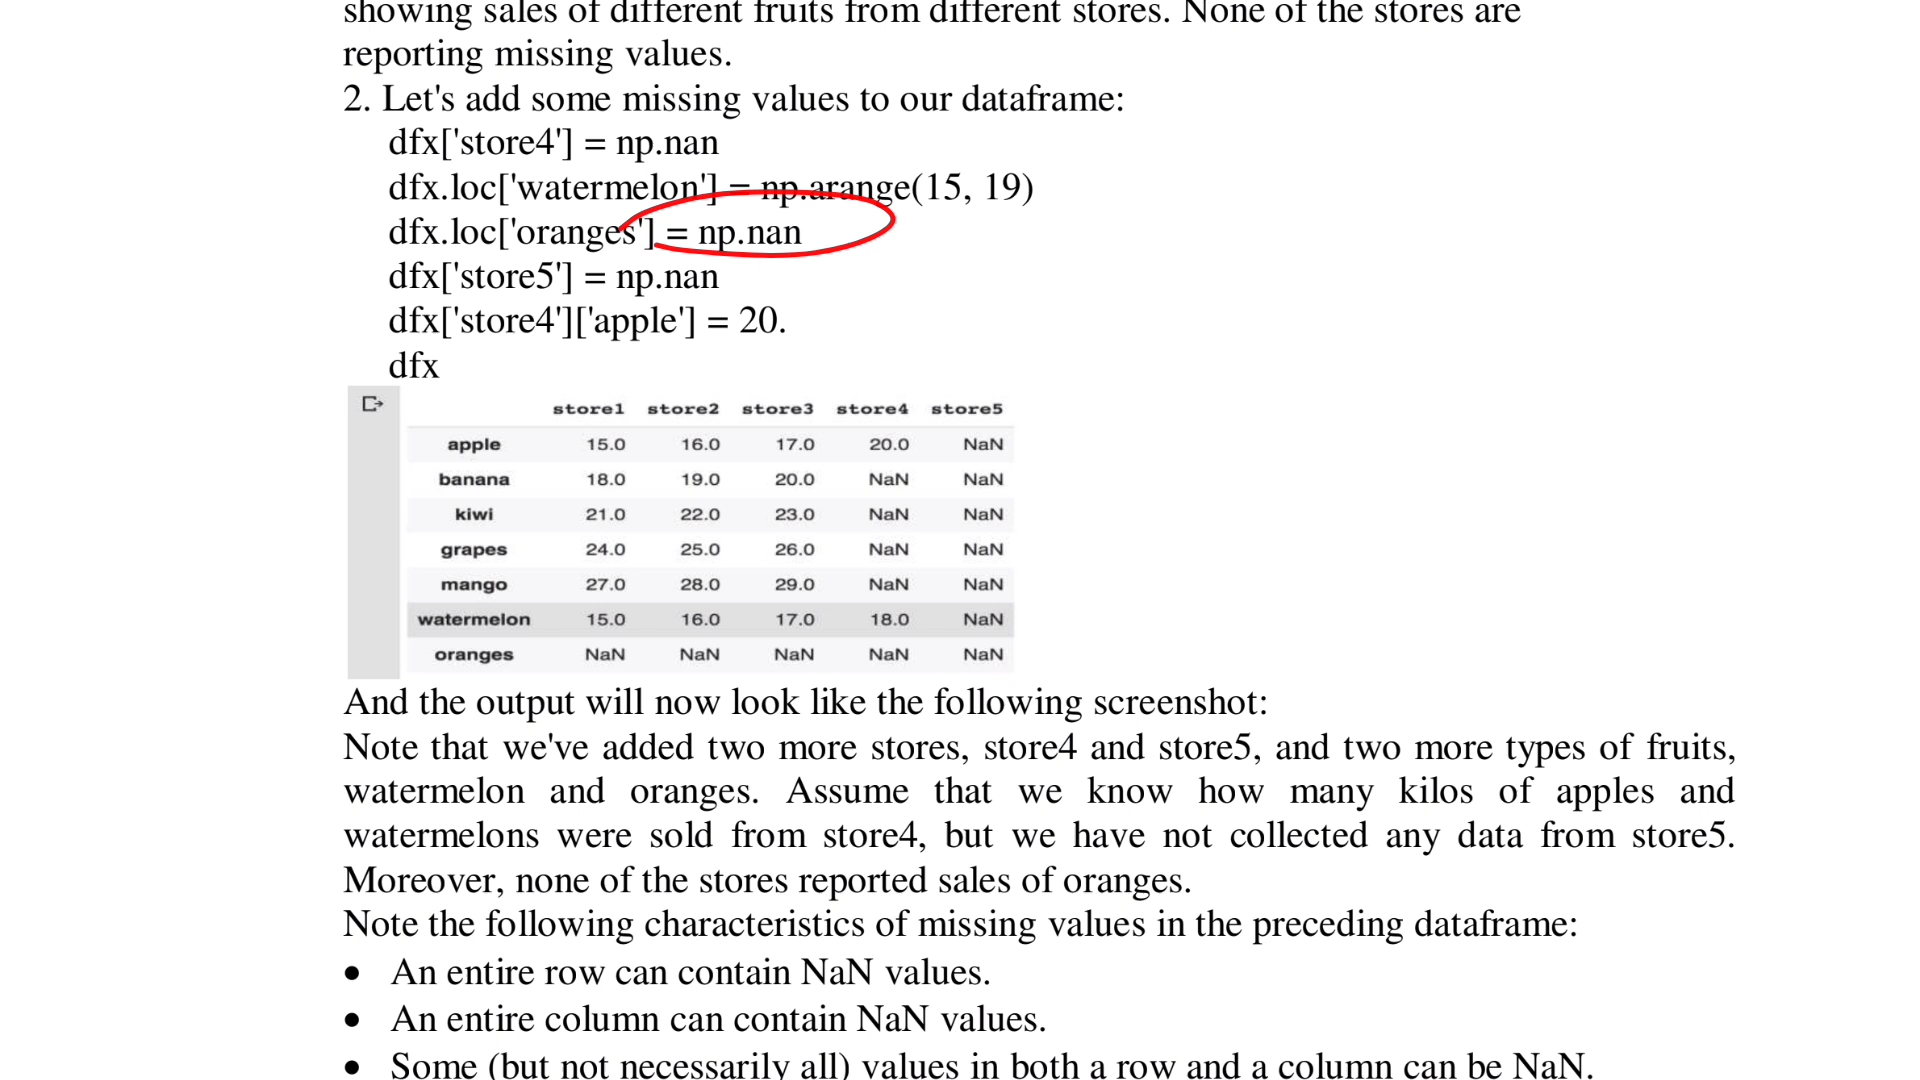 showing sales of different fruits from different stores. None of the stores are
reporting missing values.
2. Let's add some missing values to our dataframe:
dfx['store4'] = np.nan
dfx.loc['watermelon'] = np.arange(15, 19)
dfx.loc['oranges'] = np.nan
dfx['store5'] = np.nan
dfx['store4']['apple'] = 20.
dfx
store1 store2 store3 store4 store5
apple 15.0 16.0 17.0 20.0 NaN
banana 18.0 19.0 20.0 NaN NaN
kiwi 21.0 22.0 23.0 NaN NaN
grapes 24.0 25.0 26.0 NaN NaN
mango 27.0 28.0 29.0 NaN NaN
watermelon 15.0 16.0 17.0 18.0 NaN
oranges NaN NaN NaN NaN NaN
And the output will now look like the following screenshot:
Note that we've added two more stores, store4 and store5, and two more types of fruits,
watermelon and oranges. Assume that we know how many kilos of apples and
watermelons were sold from store4, but we have not collected any data from store5.
Moreover, none of the stores reported sales of oranges.
Note the following characteristics of missing values in the preceding dataframe:
• An entire row can contain NaN values.
• An entire column can contain NaN values.
• Some (but not necessarily all) values in both a row and a column can be NaN.